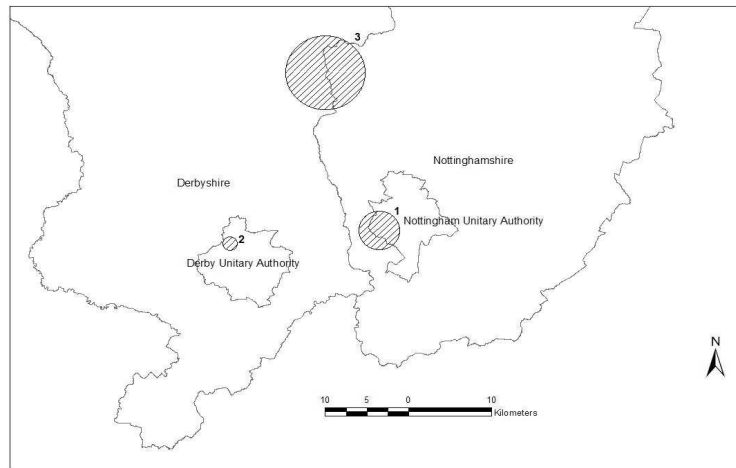 3
Nottinghamshire
Derbyshire
1
Nottingham Unitary Authority
2
Derby Unitary Authority
N
10 5 0 10
Kilometers